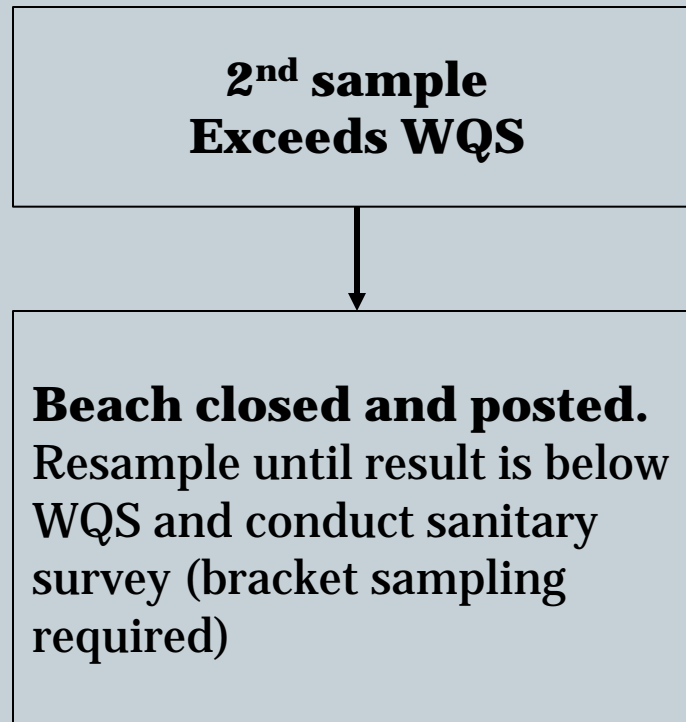 2nd sample
Exceeds WQS
Beach closed and posted.
Resample until result is below
WQS and conduct sanitary
survey (bracket sampling
required)